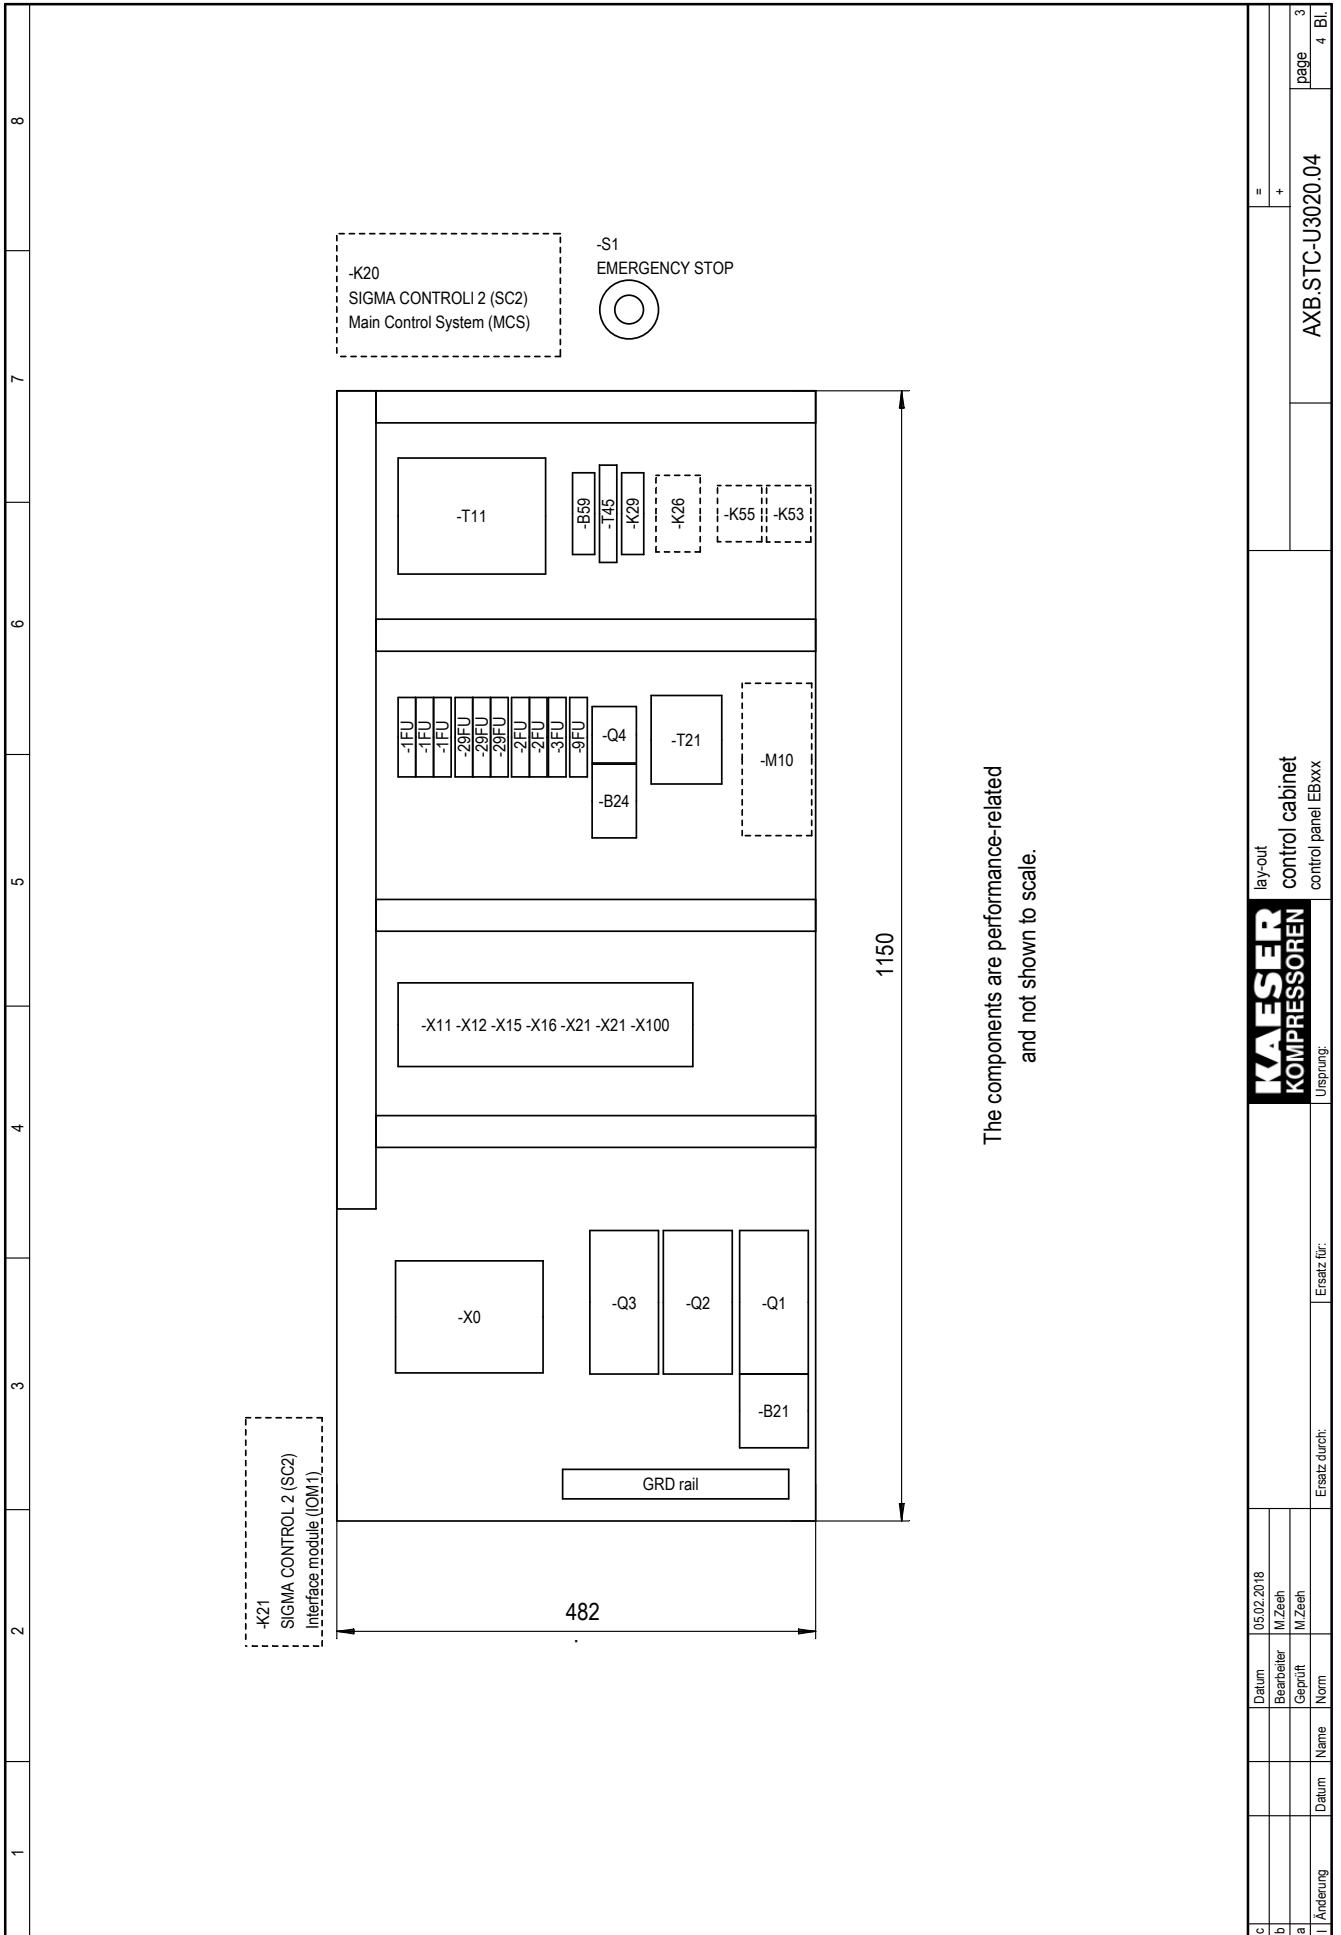 8
7
6
5
4
3
2
1
-K20
SIGMA CONTROLl 2 (SC2)
Main Control System (MCS)
-S1
EMERGENCY STOP
-T11
-B59
-T45
-K29
-K26
-K55
-K53
-1FU
-1FU
-1FU
-29FU
-29FU
-29FU
-2FU
-2FU
-3FU
-9FU
-Q4
-B24
-T21
-M10
-X11 -X12 -X15 -X16 -X21 -X21 -X100
-X0
-Q3
-Q2
-Q1
-B21
GRD rail
1150
482
-K21
SIGMA CONTROL 2 (SC2)
Interface module (IOM1)
The components are performance-related
and not shown to scale.
c
b
a
Änderung
Datum
Name
Datum
05.02.2018
Bearbeiter
M.Zeeh
Geprüft
M.Zeeh
Norm
Ersatz durch:
Ersatz für:
Ursprung:
KAESER
KOMPRESSOREN
lay-out
control cabinet
control panel EBxxx
=
+
AXB.STC-U3020.04
page
3
4
Bl.